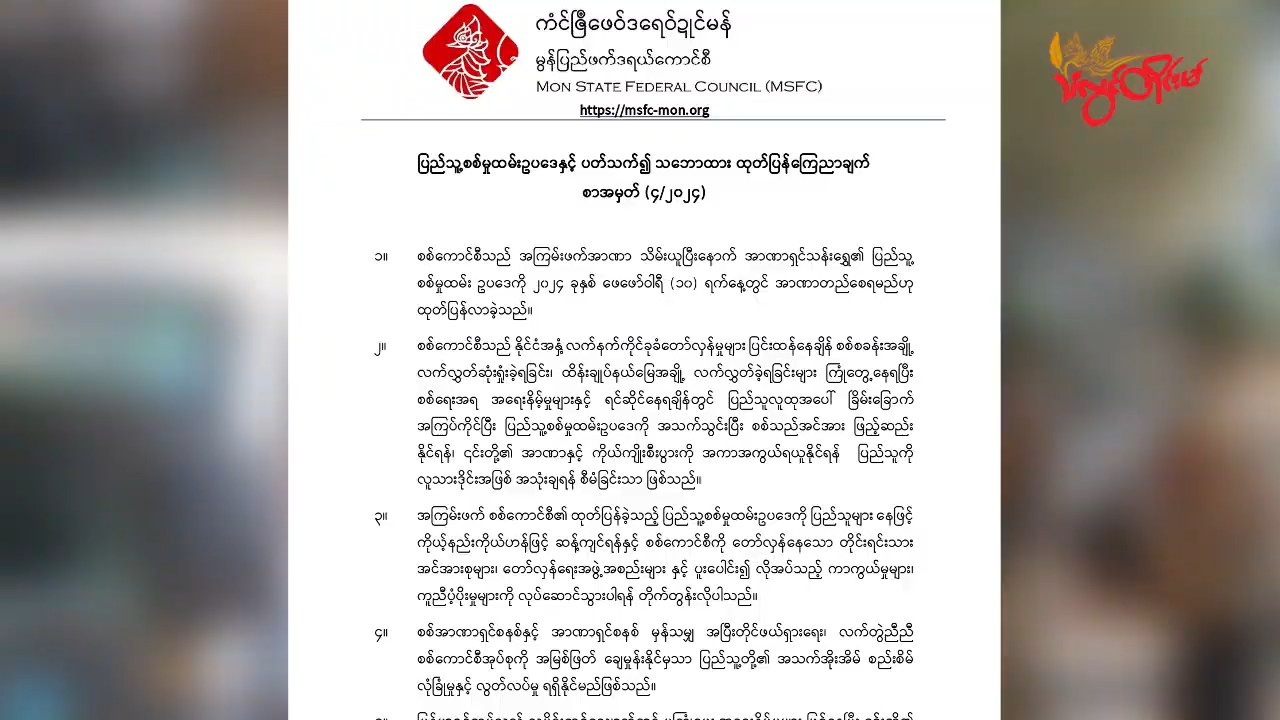 ကံင်ဇြဳဖေဝ်ဒရေဝ်ဍုင်မန်
မွန်ပြည်ဖက်ဒရယ်ကောင်စီ
MON STATE FEDERAL COUNCIL (MSFC)
https://msfc-mon.org
ပြည်သူ့စစ်မှုထမ်းဥပဒေနှင့် ပတ်သက်၍ သဘောထား ထုတ်ပြန်ကြေညာချက်
စာအမှတ် (၄/၂၀၂၄)
၁။ စစ်ကောင်စီသည် အကြမ်းဖက်အာဏာ သိမ်းယူပြီးနောက် အာဏာရှင်သန်းရွှေ၏ ပြည်သူ့
စစ်မှုထမ်း ဥပဒေကို ၂၀၂၄ ခုနှစ် ဖေဖော်ဝါရီ (၁၀) ရက်နေ့တွင် အာဏာတည်စေရမည်ဟု
ထုတ်ပြန်လာခဲ့သည်။
၂။ စစ်ကောင်စီသည် နိုင်ငံအနှံ့ လက်နက်ကိုင်ခုခံတော်လှန်မှုများ ပြင်းထန်နေချိန် စစ်စခန်းအချို့
လက်လွှတ်ဆုံးရှုံးခဲ့ရခြင်း၊ ထိန်းချုပ်နယ်မြေအချို့ လက်လွှတ်ခဲ့ရခြင်းများ ကြုံတွေ့နေရပြီး
စစ်ရေးအရ အရေးနိမ့်မှုများနှင့် ရင်ဆိုင်နေရချိန်တွင် ပြည်သူလူထုအပေါ် ခြိမ်းခြောက်
အကြပ်ကိုင်ပြီး ပြည်သူ့စစ်မှုထမ်းဥပဒေကို အသက်သွင်းပြီး စစ်သည်အင်အား ဖြည့်ဆည်း
နိုင်ရန်၊ ၎င်းတို့၏ အာဏာနှင့် ကိုယ်ကျိုးစီးပွားကို အကာအကွယ်ရယူနိုင်ရန် ပြည်သူကို
လူသားဒိုင်းအဖြစ် အသုံးချရန် စီမံခြင်းသာ ဖြစ်သည်။
၃။ အကြမ်းဖက် စစ်ကောင်စီ၏ ထုတ်ပြန်ခဲ့သည့် ပြည်သူ့စစ်မှုထမ်းဥပဒေကို ပြည်သူများ နေဖြင့်
ကိုယ့်နည်းကိုယ်ဟန်ဖြင့် ဆန့်ကျင်ရန်နှင့် စစ်ကောင်စီကို တော်လှန်နေသော တိုင်းရင်းသား
အင်အားစုများ၊ တော်လှန်ရေးအဖွဲ့အစည်းများ နှင့် ပူးပေါင်း၍ လိုအပ်သည့် ကာကွယ်မှုများ၊
ကူညီပံ့ပိုးမှုများကို လုပ်ဆောင်သွားပါရန် တိုက်တွန်းလိုပါသည်။
၄။ စစ်အာဏာရှင်စနစ်နှင့် အာဏာရှင်စနစ် မှန်သမျှ အပြီးတိုင်ဖယ်ရှားရေး၊ လက်တွဲညီညီ
စစ်ကောင်စီအုပ်စုကို အမြစ်ဖြတ် ချေမှုန်းနိုင်မှသာ ပြည်သူ့တို့၏ အသက်အိုးအိမ် စည်းစိမ်
လုံခြုံမှုနှင့် လွတ်လပ်မှု ရရှိနိုင်မည်ဖြစ်သည်။